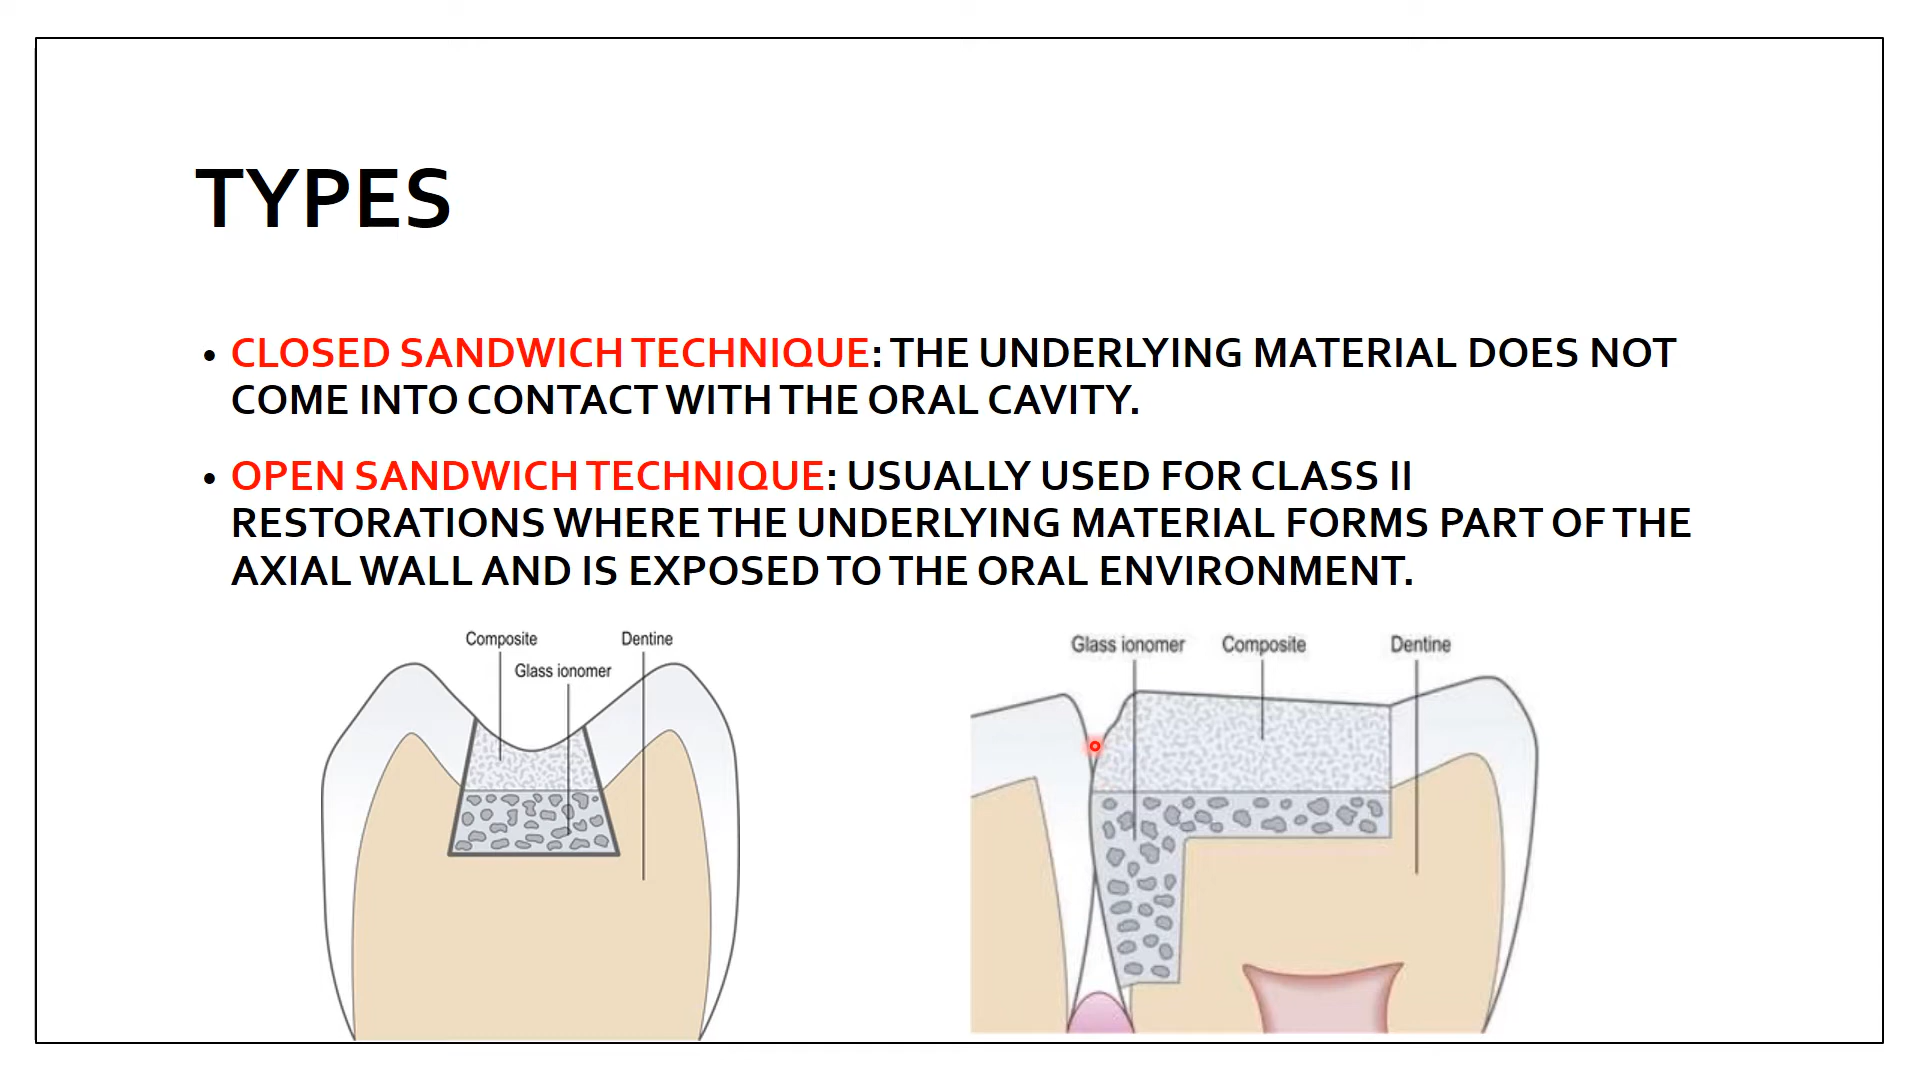 TYPES
• CLOSED SANDWICH TECHNIQUE: THE UNDERLYING MATERIAL DOES NOT
COME INTO CONTACT WITH THE ORAL CAVITY.
• OPEN SANDWICH TECHNIQUE: USUALLY USED FOR CLASS II
RESTORATIONS WHERE THE UNDERLYING MATERIAL FORMS PART OF THE
AXIAL WALL AND IS EXPOSED TO THE ORAL ENVIRONMENT.
Composite
Dentine
Glass ionomer
Glass ionomer
Composite
Dentine